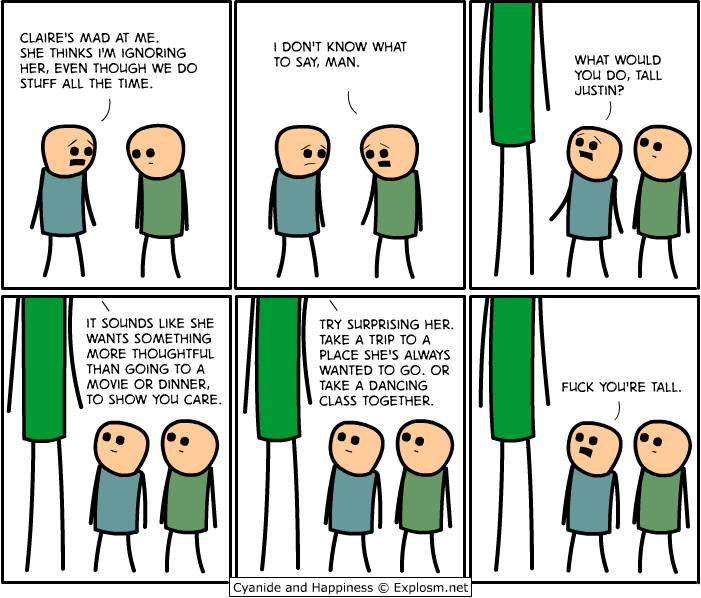 CLAIRE'S MAD AT ME.
SHE THINKS I'M IGNORING
HER, EVEN THOUGH WE DO
STUFF ALL THE TIME.
I DON'T KNOW WHAT
TO SAY, MAN.
WHAT WOULD
YOU DO, TALL
JUSTIN?
IT SOUNDS LIKE SHE
WANTS SOMETHING
MORE THOUGHTFUL
THAN GOING TO A
MOVIE OR DINNER,
TO SHOW YOU CARE.
TRY SURPRISING HER.
TAKE A TRIP TO A
PLACE SHE'S ALWAYS
WANTED TO GO. OR
TAKE A DANCING
CLASS TOGETHER.
FUCK YOU'RE TALL.
Cyanide and Happiness © Explosm.net